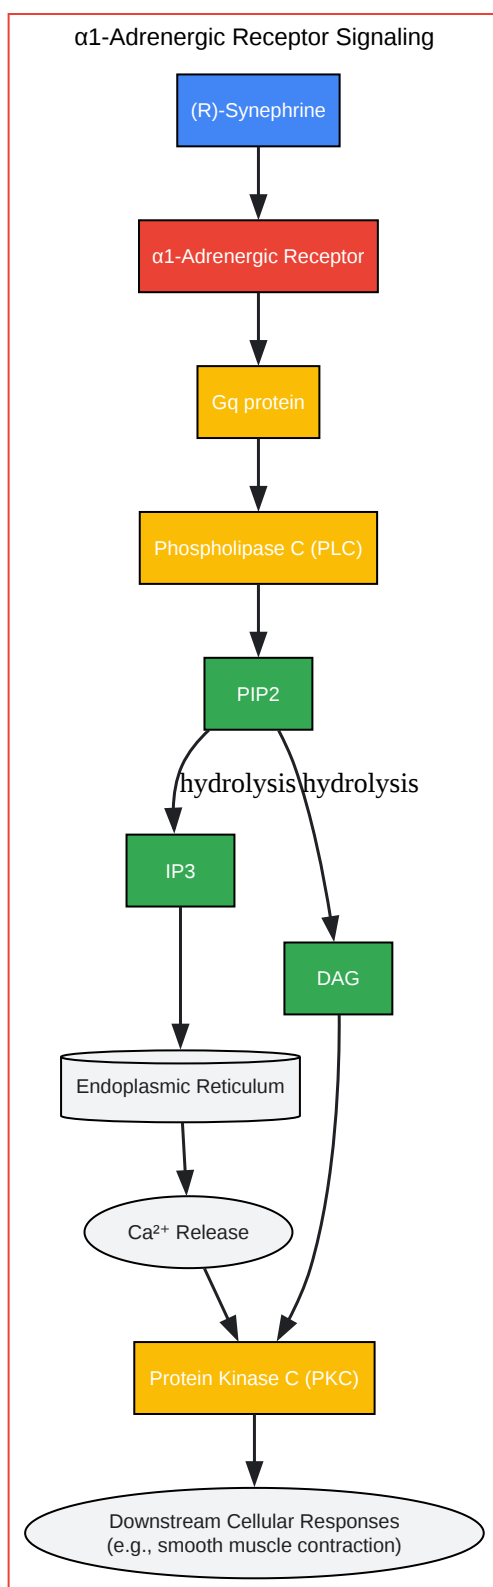 α1-Adrenergic Receptor Signaling
(R)-Synephrine
α1-Adrenergic Receptor
Gq protein
Phospholipase C (PLC)
PIP2
hydrolysis
hydrolysis
IP3
DAG
Endoplasmic Reticulum
Ca²⁺ Release
Protein Kinase C (PKC)
Downstream Cellular Responses
(e.g., smooth muscle contraction)